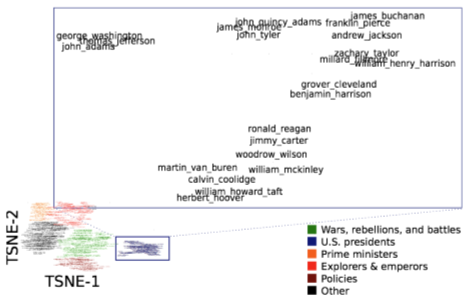 james_buchanan
john_quincy_adams
franklin_pierce
james_monroe
george_washington
john_tyler
andrew_jackson
thomas_jefferson
john_adams
zachary_taylor
millard_fillmore
william_henry_harrison
grover_cleveland
benjamin_harrison
ronald_reagan
jimmy_carter
woodrow_wilson
martin_van_buren
william_mckinley
calvin_coolidge
william_howard_taft
herbert_hoover
TSNE-2
TSNE-1
Wars, rebellions, and battles
U.S. presidents
Prime ministers
Explorers & emperors
Policies
Other